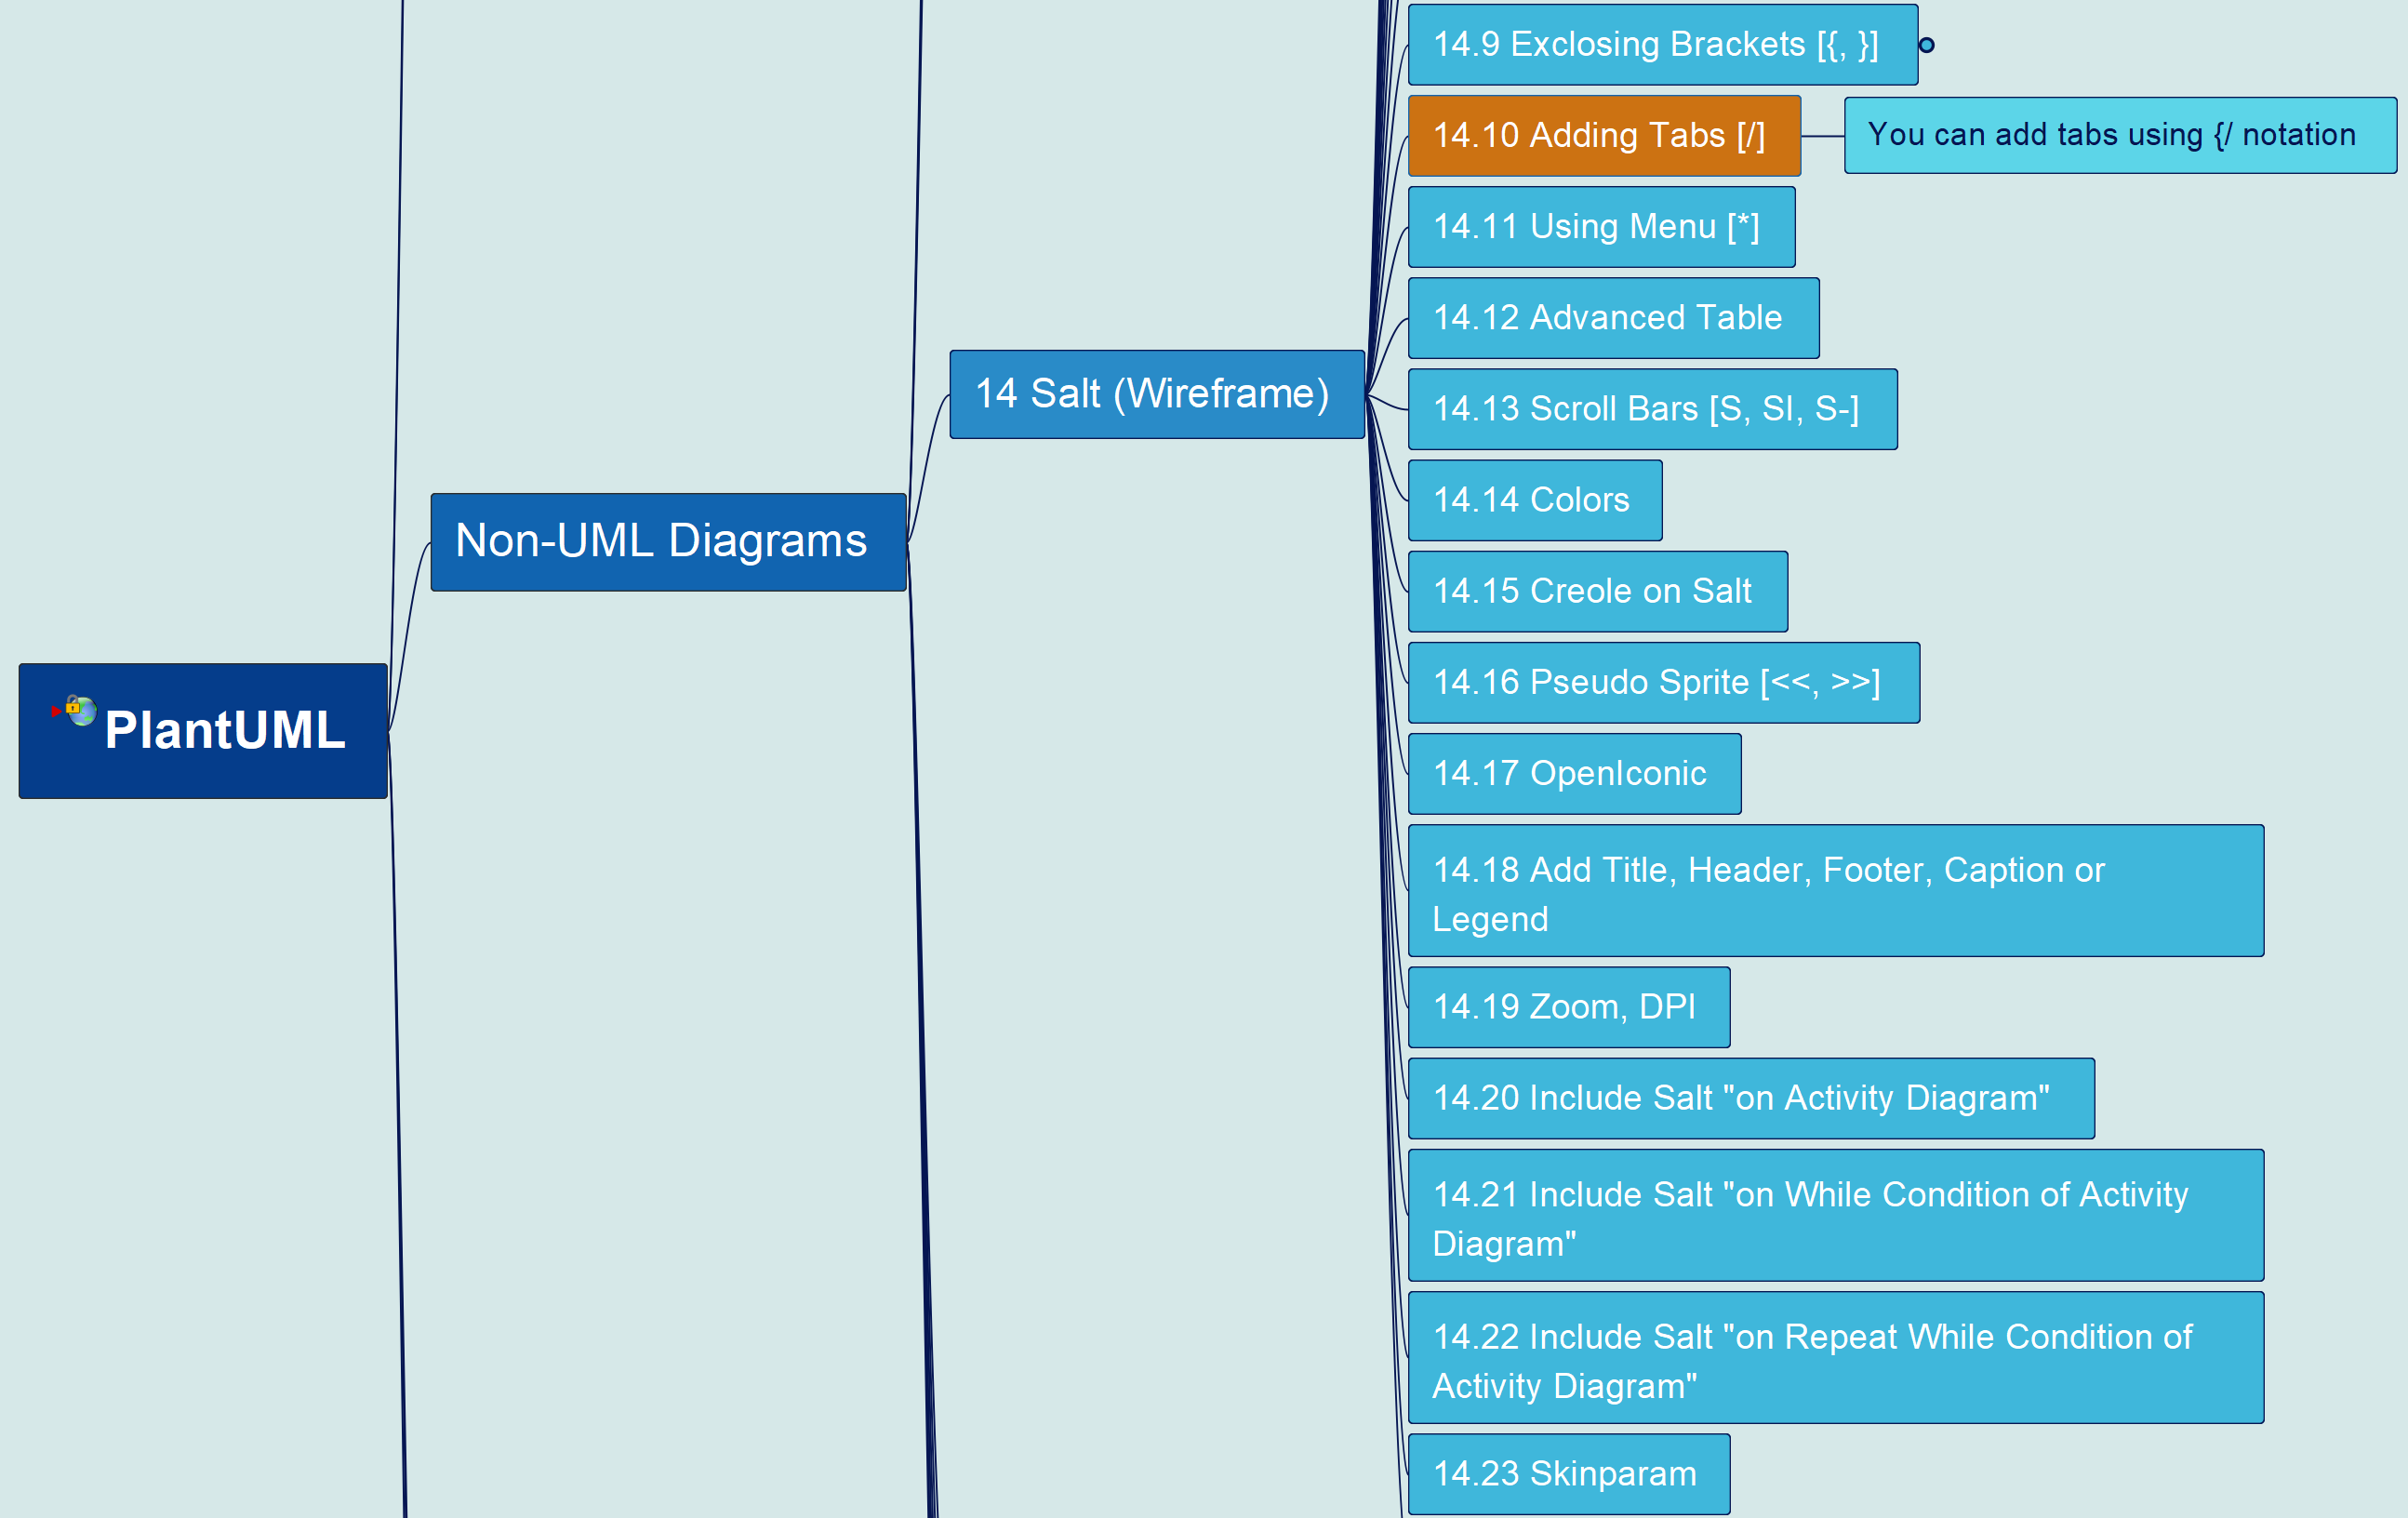 14.9 Exclosing Brackets [{, }]
14.10 Adding Tabs [/]
You can add tabs using {/ notation
14.11 Using Menu [*]
14.12 Advanced Table
14 Salt (Wireframe)
14.13 Scroll Bars [S, SI, S-]
14.14 Colors
Non-UML Diagrams
14.15 Creole on Salt
14.16 Pseudo Sprite [<<, >>]
PlantUML
14.17 OpenIconic
14.18 Add Title, Header, Footer, Caption or
Legend
14.19 Zoom, DPI
14.20 Include Salt "on Activity Diagram"
14.21 Include Salt "on While Condition of Activity
Diagram"
14.22 Include Salt "on Repeat While Condition of
Activity Diagram"
14.23 Skinparam